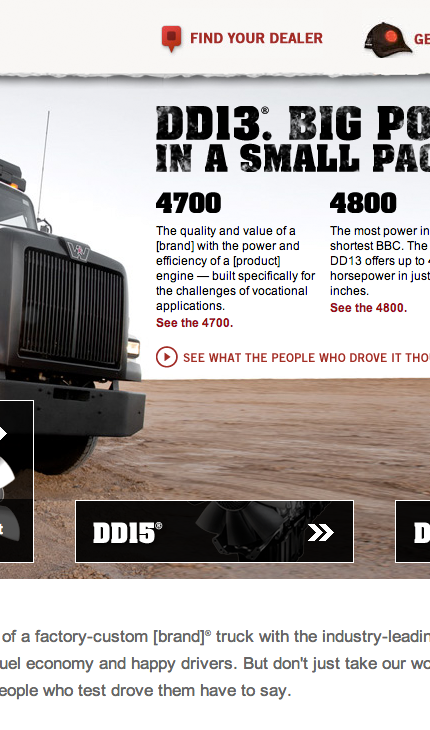 FIND YOUR DEALER
GE
DD13®. BIG PO
IN A SMALL PAC
4700
The quality and value of a
[brand] with the power and
efficiency of a [product]
engine — built specifically for
the challenges of vocational
applications.
See the 4700.
4800
The most power in
shortest BBC. The
DD13 offers up to 4
horsepower in just
inches.
See the 4800.
SEE WHAT THE PEOPLE WHO DROVE IT THOU
t
DD15®
D
of a factory-custom [brand]® truck with the industry-leadin
uel economy and happy drivers. But don't just take our wo
eople who test drove them have to say.